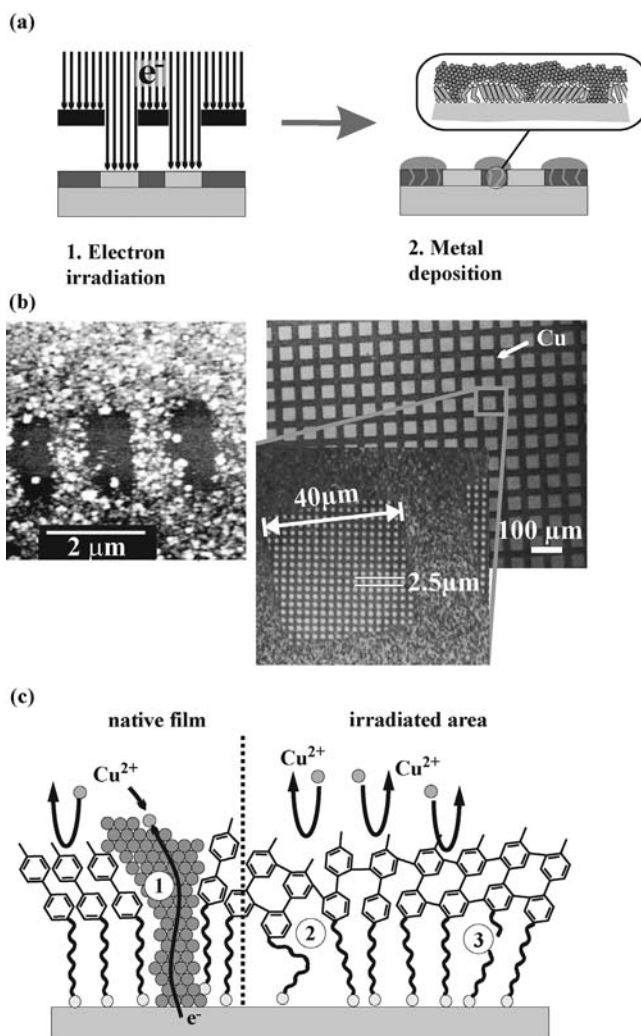 (a)
e⁻
1. Electron
irradiation
2. Metal
deposition
(b)
2 µm
Cu
40µm
2.5µm
100 µm
(c)
native film
irradiated area
Cu²⁺
Cu²⁺
Cu²⁺
1
2
3
e⁻